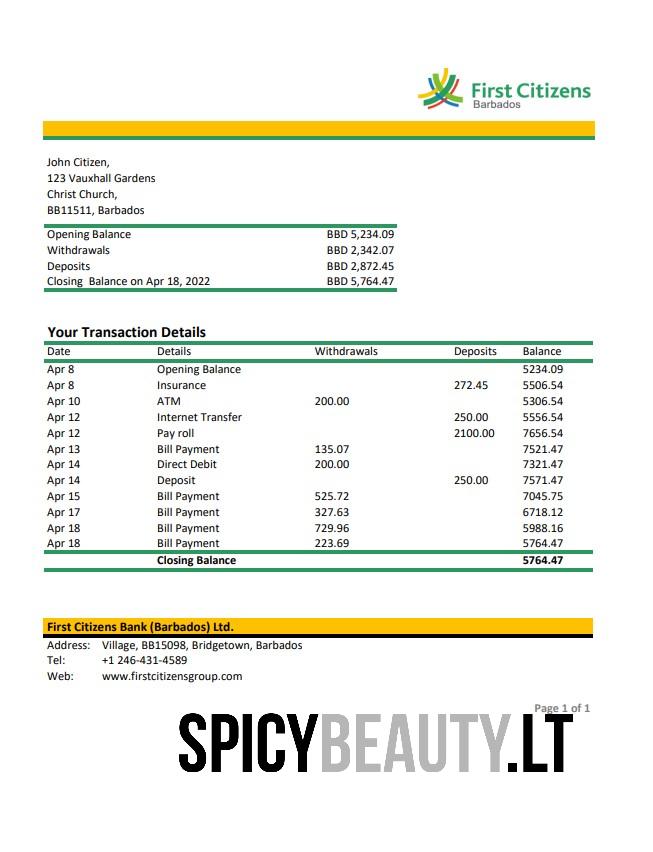 First Citizens
Barbados
John Citizen,
123 Vauxhall Gardens
Christ Church,
BB11511, Barbados
Opening Balance BBD 5,234.09
Withdrawals BBD 2,342.07
Deposits BBD 2,872.45
Closing  Balance on Apr 18, 2022 BBD 5,764.47
Your Transaction Details
Date Details Withdrawals Deposits Balance
Apr 8 Opening Balance 5234.09
Apr 8 Insurance 272.45 5506.54
Apr 10 ATM 200.00 5306.54
Apr 12 Internet Transfer 250.00 5556.54
Apr 12 Pay roll 2100.00 7656.54
Apr 13 Bill Payment 135.07 7521.47
Apr 14 Direct Debit 200.00 7321.47
Apr 14 Deposit 250.00 7571.47
Apr 15 Bill Payment 525.72 7045.75
Apr 17 Bill Payment 327.63 6718.12
Apr 18 Bill Payment 729.96 5988.16
Apr 18 Bill Payment 223.69 5764.47
Closing Balance 5764.47
First Citizens Bank (Barbados) Ltd.
Address: Village, BB15098, Bridgetown, Barbados
Tel: +1 246-431-4589
Web: www.firstcitizensgroup.com
Page 1 of 1
SPICYBEAUTY.LT